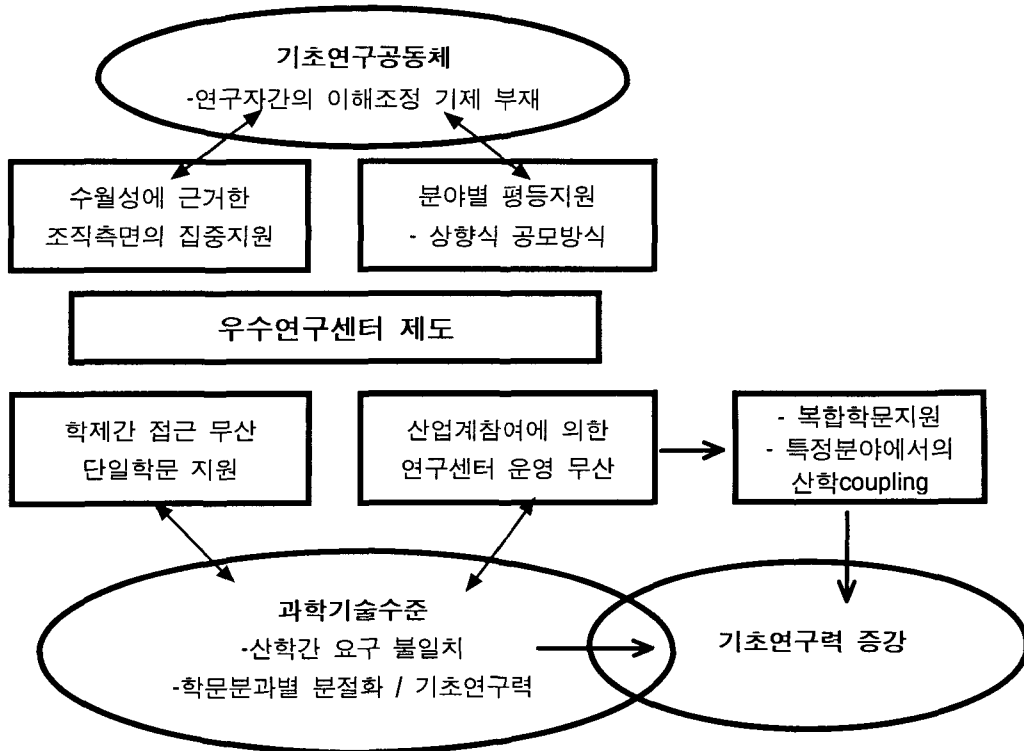 기초연구공동체
-연구자간의 이해조정 기제 부재
수월성에 근거한
조직측면의 집중지원
분야별 평등지원
- 상향식 공모방식
우수연구센터 제도
학제간 접근 무산
단일학문 지원
산업계참여에 의한
연구센터 운영 무산
- 복합학문지원
- 특정분야에서의
산학coupling
과학기술수준
-산학간 요구 불일치
-학문분과별 분절화 / 기초연구력
기초연구력 증강